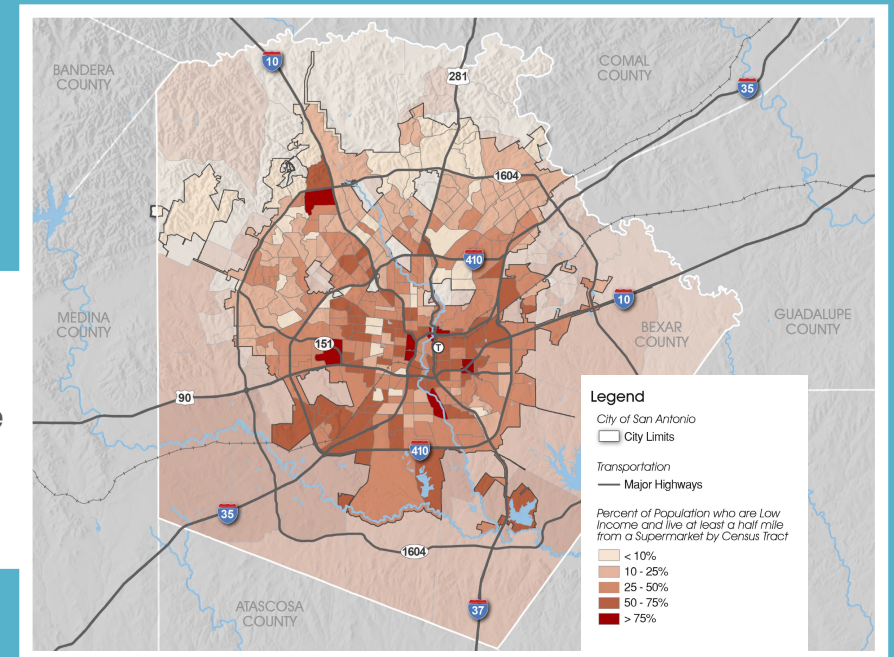 10
281
BANDERA
COUNTY
COMAL
COUNTY
35
1604
410
10
MEDINA
COUNTY
151
T
BEXAR
COUNTY
GUADALUPE
COUNTY
90
e
410
35
1604
37
ATASCOSA
COUNTY
Legend
City of San Antonio
City Limits
Transportation
Major Highways
Percent of Population who are Low
Income and live at least a half mile
from a Supermarket by Census Tract
< 10%
10 - 25%
25 - 50%
50 - 75%
> 75%